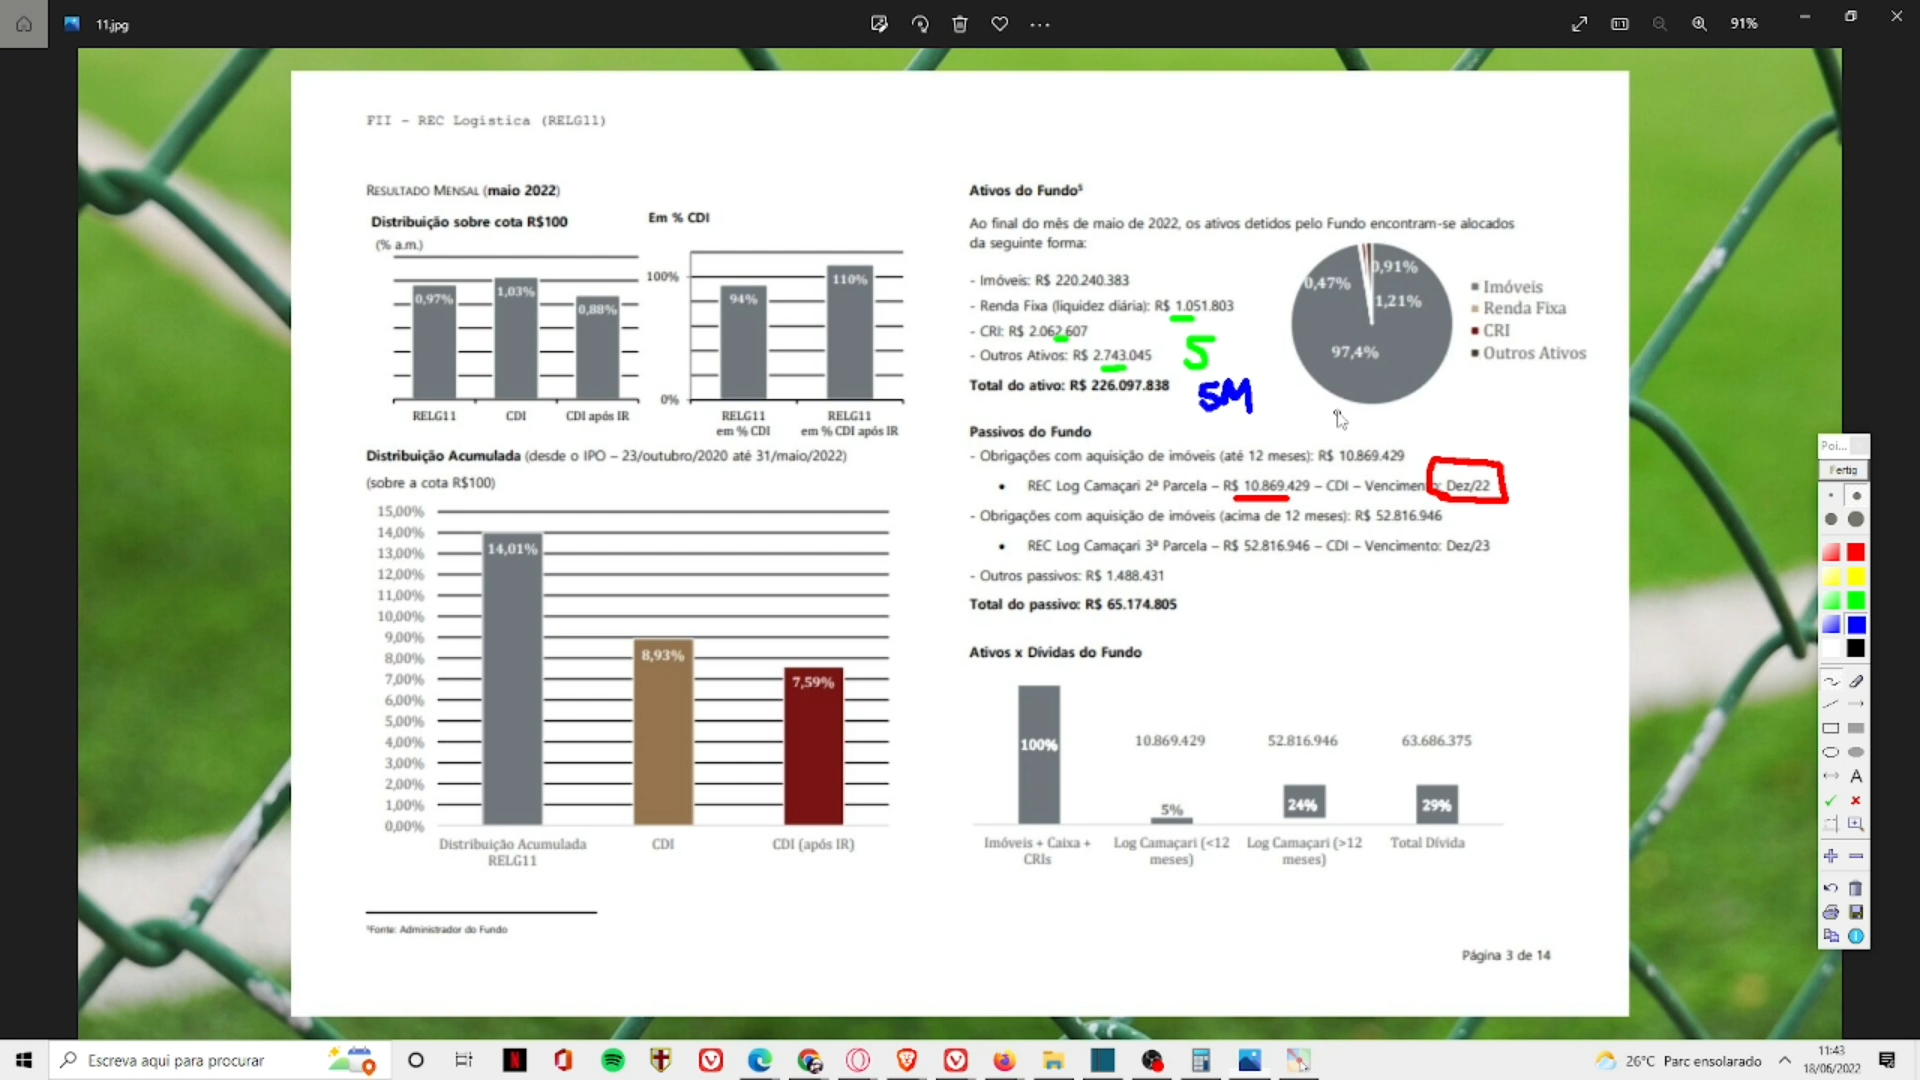 11.jpg
91%
FII - REC Logística (RELG11)
RESULTADO MENSAL (maio 2022)
Distribuição sobre cota R$100
(% a.m.)
0,97%
1,03%
0,88%
RELG11
CDI
CDI após IR
Em % CDI
100%
0%
94%
110%
RELG11
em % CDI
RELG11
em % CDI após IR
Distribuição Acumulada (desde o IPO – 23/outubro/2020 até 31/maio/2022)
(sobre a cota R$100)
15,00%
14,00%
13,00%
12,00%
11,00%
10,00%
9,00%
8,00%
7,00%
6,00%
5,00%
4,00%
3,00%
2,00%
1,00%
0,00%
14,01%
8,93%
7,59%
Distribuição Acumulada
RELG11
CDI
CDI (após IR)
⁵Fonte: Administrador do Fundo
Ativos do Fundo⁵
Ao final do mês de maio de 2022, os ativos detidos pelo Fundo encontram-se alocados
da seguinte forma:
- Imóveis: R$ 220.240.383
- Renda Fixa (liquidez diária): R$ 1.051.803
- CRI: R$ 2.062.607
- Outros Ativos: R$ 2.743.045
5
Total do ativo: R$ 226.097.838
5M
0,47%
0,91%
1,21%
97,4%
Imóveis
Renda Fixa
CRI
Outros Ativos
Passivos do Fundo
- Obrigações com aquisição de imóveis (até 12 meses): R$ 10.869.429
• REC Log Camaçari 2ª Parcela – R$ 10.869.429 – CDI – Vencimento: Dez/22
- Obrigações com aquisição de imóveis (acima de 12 meses): R$ 52.816.946
• REC Log Camaçari 3ª Parcela – R$ 52.816.946 – CDI – Vencimento: Dez/23
- Outros passivos: R$ 1.488.431
Total do passivo: R$ 65.174.805
Ativos x Dívidas do Fundo
100%
10.869.429
52.816.946
63.686.375
5%
24%
29%
Imóveis + Caixa +
CRIs
Log Camaçari (<12
meses)
Log Camaçari (>12
meses)
Total Dívida
Página 3 de 14
Poi...
Fertig
A
Escreva aqui para procurar
26°C Parc ensolarado
11:43
18/06/2022